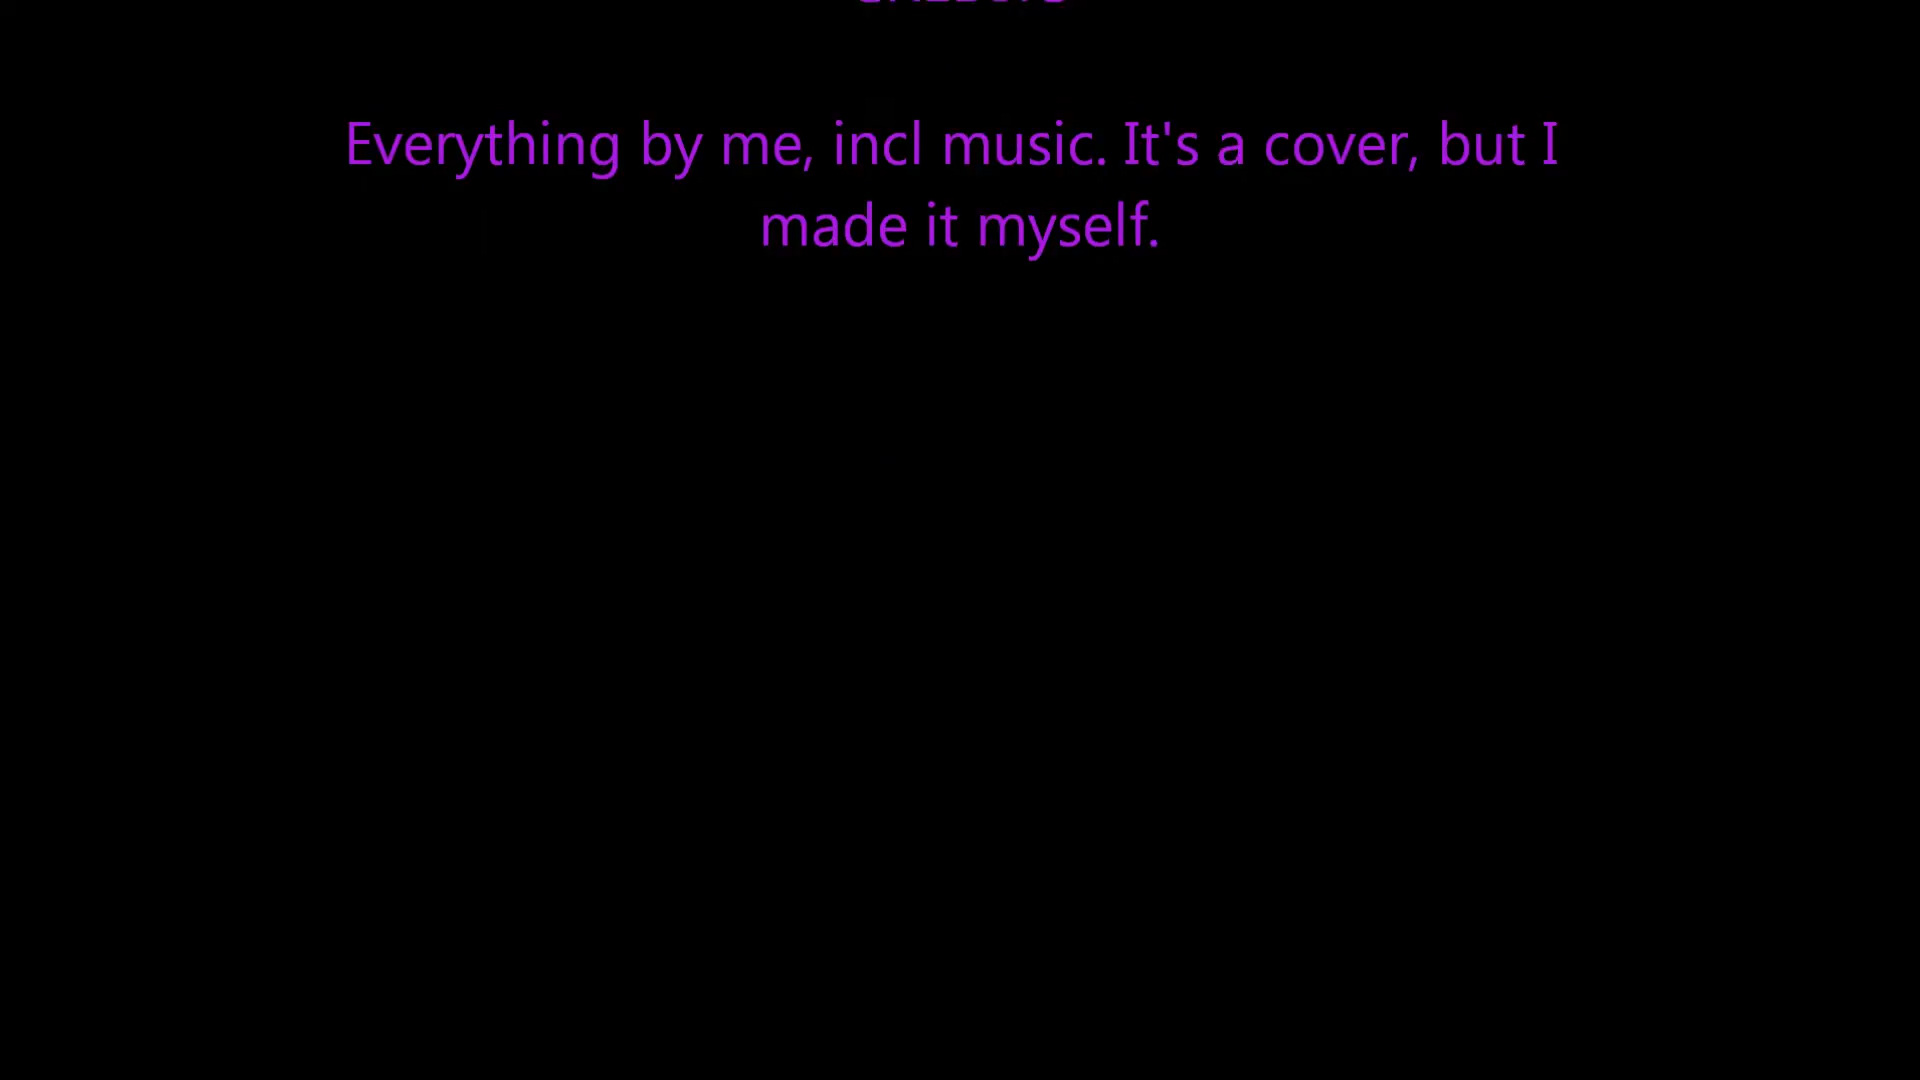 Everything by me, incl music. It's a cover, but I
made it myself.